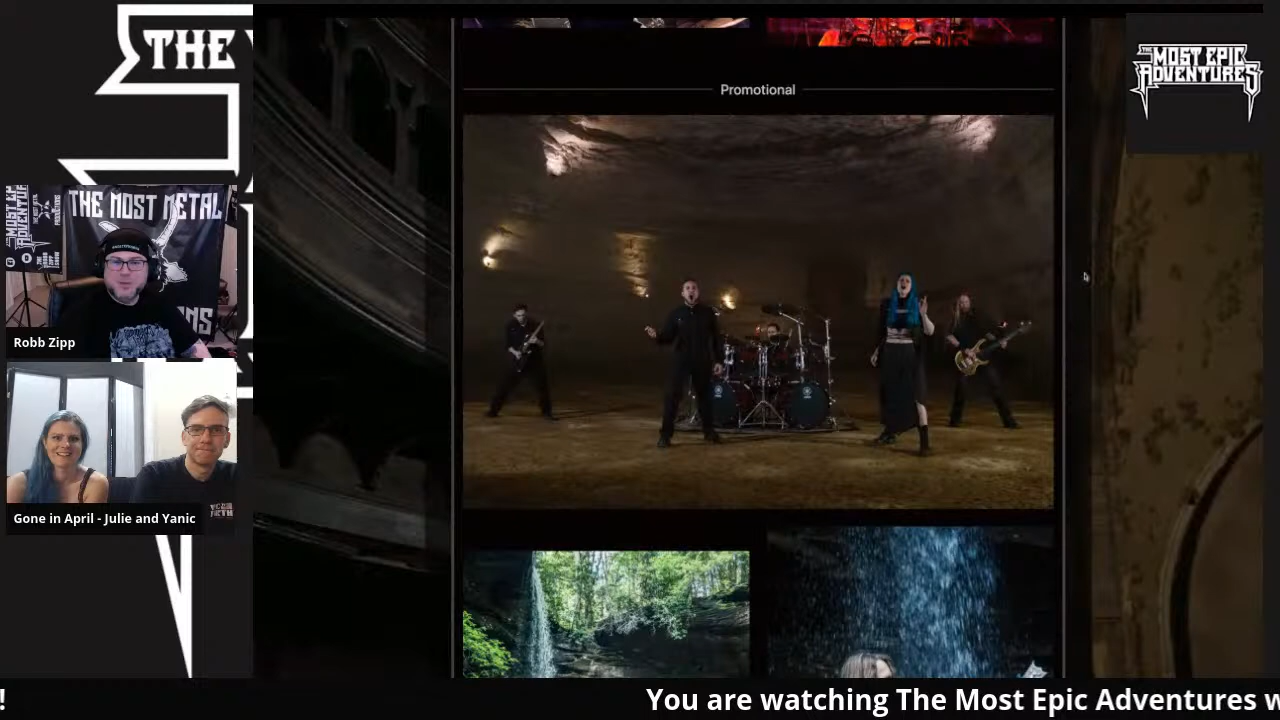 THE
Promotional
THE
MOST EPIC
ADVENTURES
THE MOST METAL
Robb Zipp
Gone in April - Julie and Yanic
!
You are watching The Most Epic Adventures w